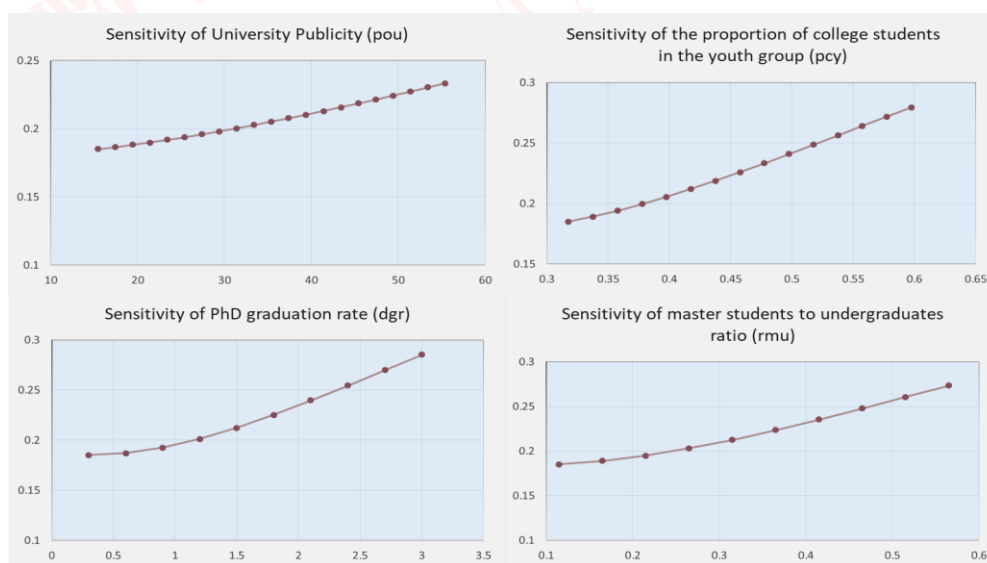 Sensitivity of University Publicity (pou)
0.25
0.2
0.15
0.1
10 20 30 40 50 60
Sensitivity of the proportion of college students
in the youth group (pcy)
0.3
0.25
0.2
0.15
0.3 0.35 0.4 0.45 0.5 0.55 0.6 0.65
Sensitivity of PhD graduation rate (dgr)
0.3
0.25
0.2
0.15
0.1
0 0.5 1 1.5 2 2.5 3 3.5
Sensitivity of master students to undergraduates
ratio (rmu)
0.3
0.25
0.2
0.15
0.1
0.1 0.2 0.3 0.4 0.5 0.6